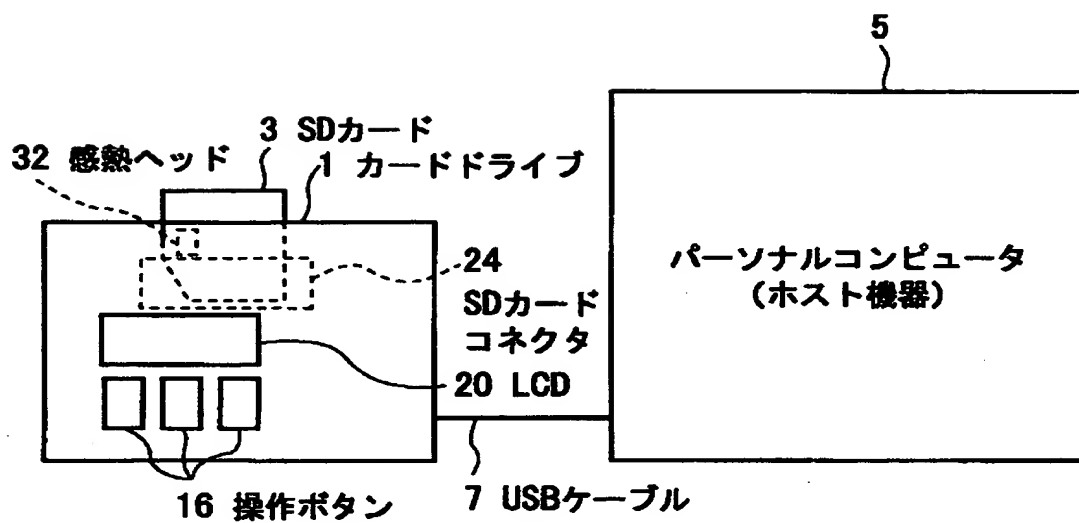 5
3 SDカード
32 感熱ヘッド
1 カードドライブ
24
SDカード
コネクタ
パーソナルコンピュータ
(ホスト機器)
20 LCD
16 操作ボタン
7 USBケーブル